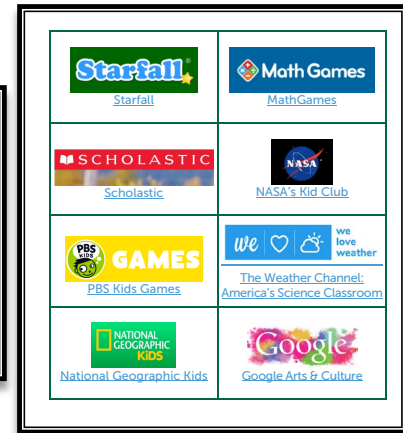 Starfall®
Starfall
Math Games
MathGames
SCHOLASTIC
Scholastic
NASA
NASA's Kid Club
PBS KIDS GAMES
PBS Kids Games
we we love weather
The Weather Channel:
America's Science Classroom
NATIONAL
GEOGRAPHIC
KiDS
National Geographic Kids
Google
Google Arts & Culture